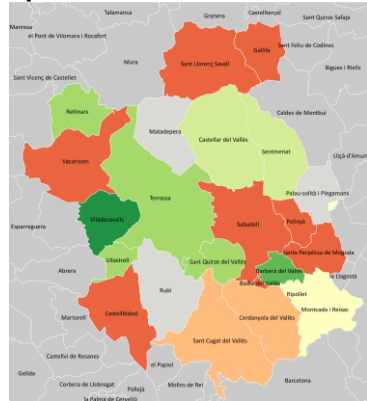 Talamanca
Granera
Castellterçol
Manresa
el Pont de Vilomara i Rocafort
Sant Quirze Safaja
Gallifa
Sant Feliu de Codines
Mura
Sant Llorenç Savall
Bigues i Riells
Sant Vicenç de Castellet
Rellinars
Caldes de Montbui
Matadepera
Castellar del Vallès
Sentmenat
Lliçà d'Amun
Vacarisses
Palau-solità i Plegamans
Terrassa
Viladecavalls
Sabadell
Polinyà
Esparreguera
Santa Perpètua de Mogoda
Ullastrell
Sant Quirze del Vallès
Barberà del Vallès
Abrera
la Llagosta
Badia del Vallès
Rubí
Ripollet
Castellbisbal
Montcada i Reixac
Martorell
Cerdanyola del Vallès
Sant Cugat del Vallès
Castellví de Rosanes
el Papiol
Gelida
Barcelona
Corbera de Llobregat
Molins de Rei
Pallejà
la Palma de Cervelló